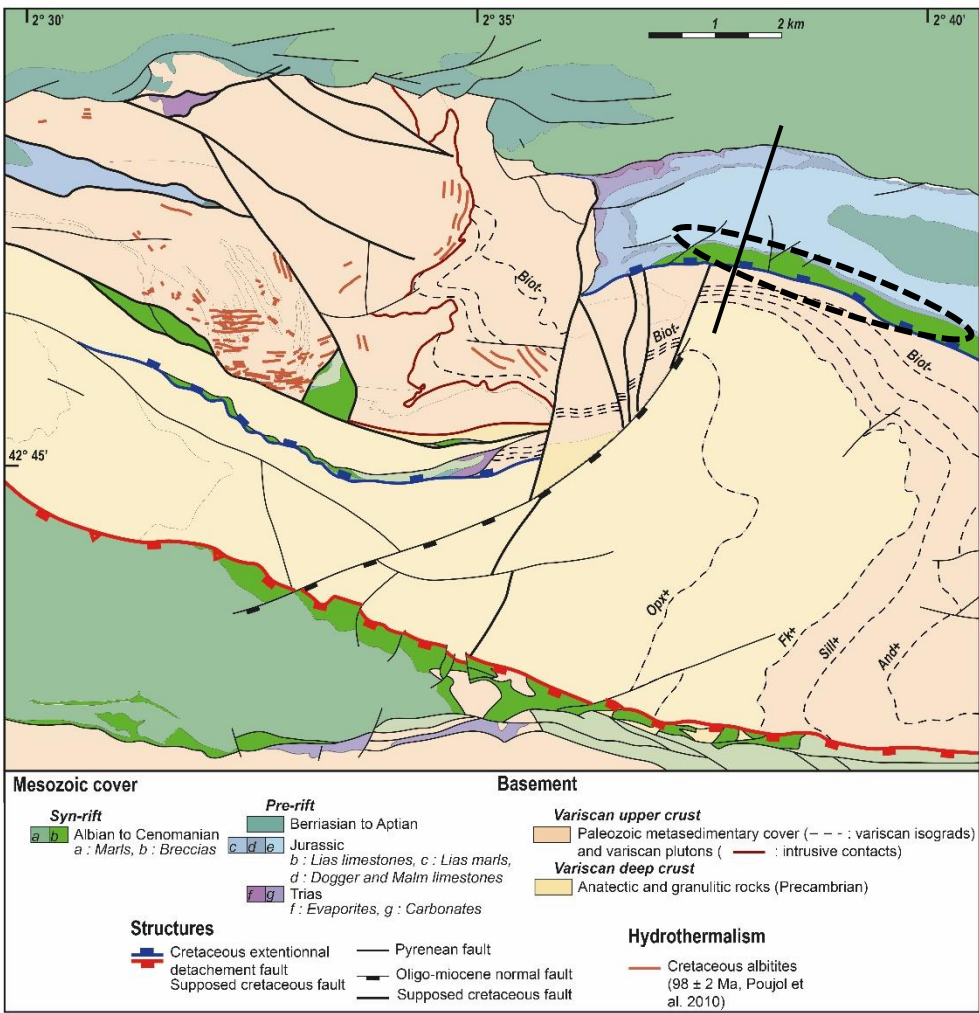 2° 30'
2° 35'
2° 40'
1
2 km
Biot-
Biot-
Biot-
42° 45'
Opx+
Fk+
Sill+
And+
Mesozoic cover
Syn-rift
a b Albian to Cenomanian
a : Marls, b : Breccias
Pre-rift
Berriasian to Aptian
c d e Jurassic
b : Lias limestones, c : Lias marls,
d : Dogger and Malm limestones
f g Trias
f : Evaporites, g : Carbonates
Basement
Variscan upper crust
Paleozoic metasedimentary cover ( - - - : variscan isograds)
and variscan plutons ( — : intrusive contacts)
Variscan deep crust
Anatectic and granulitic rocks (Precambrian)
Structures
Cretaceous extentionnal
detachement fault
Supposed cretaceous fault
Pyrenean fault
Oligo-miocene normal fault
Supposed cretaceous fault
Hydrothermalism
Cretaceous albitites
(98 ± 2 Ma, Poujol et
al. 2010)